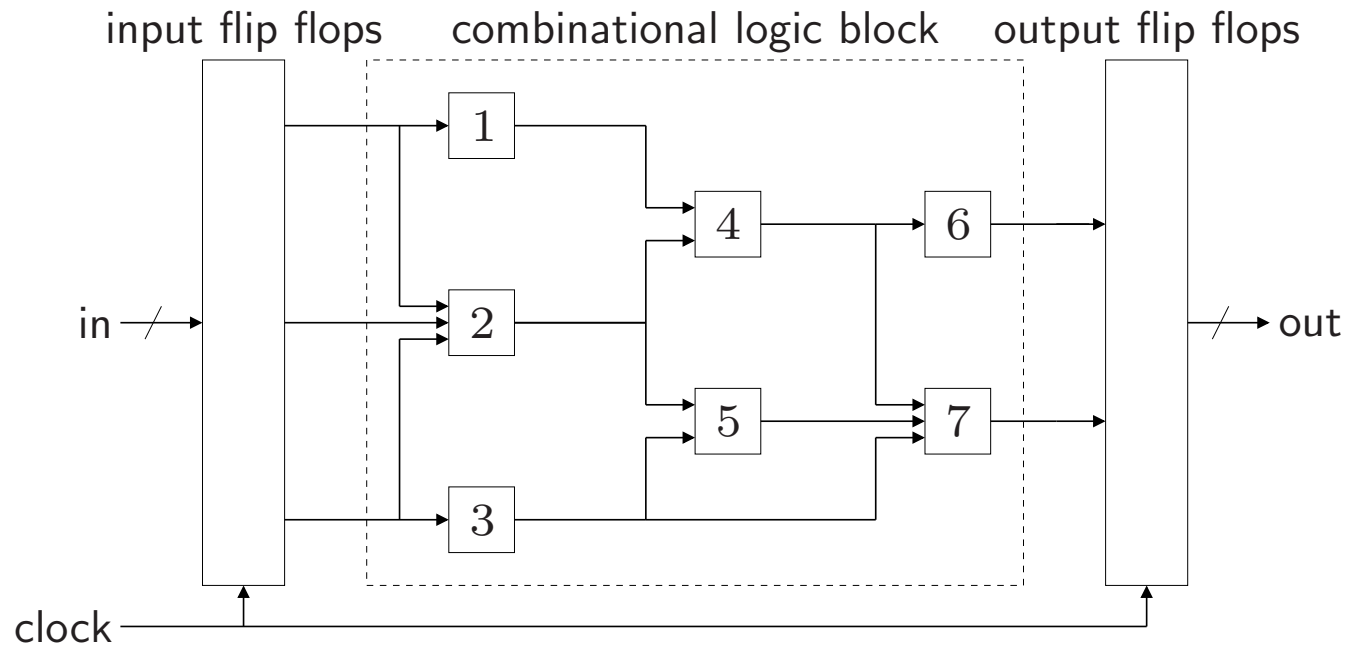 input flip flops
combinational logic block
output flip flops
1
4
6
in
2
out
5
7
3
clock